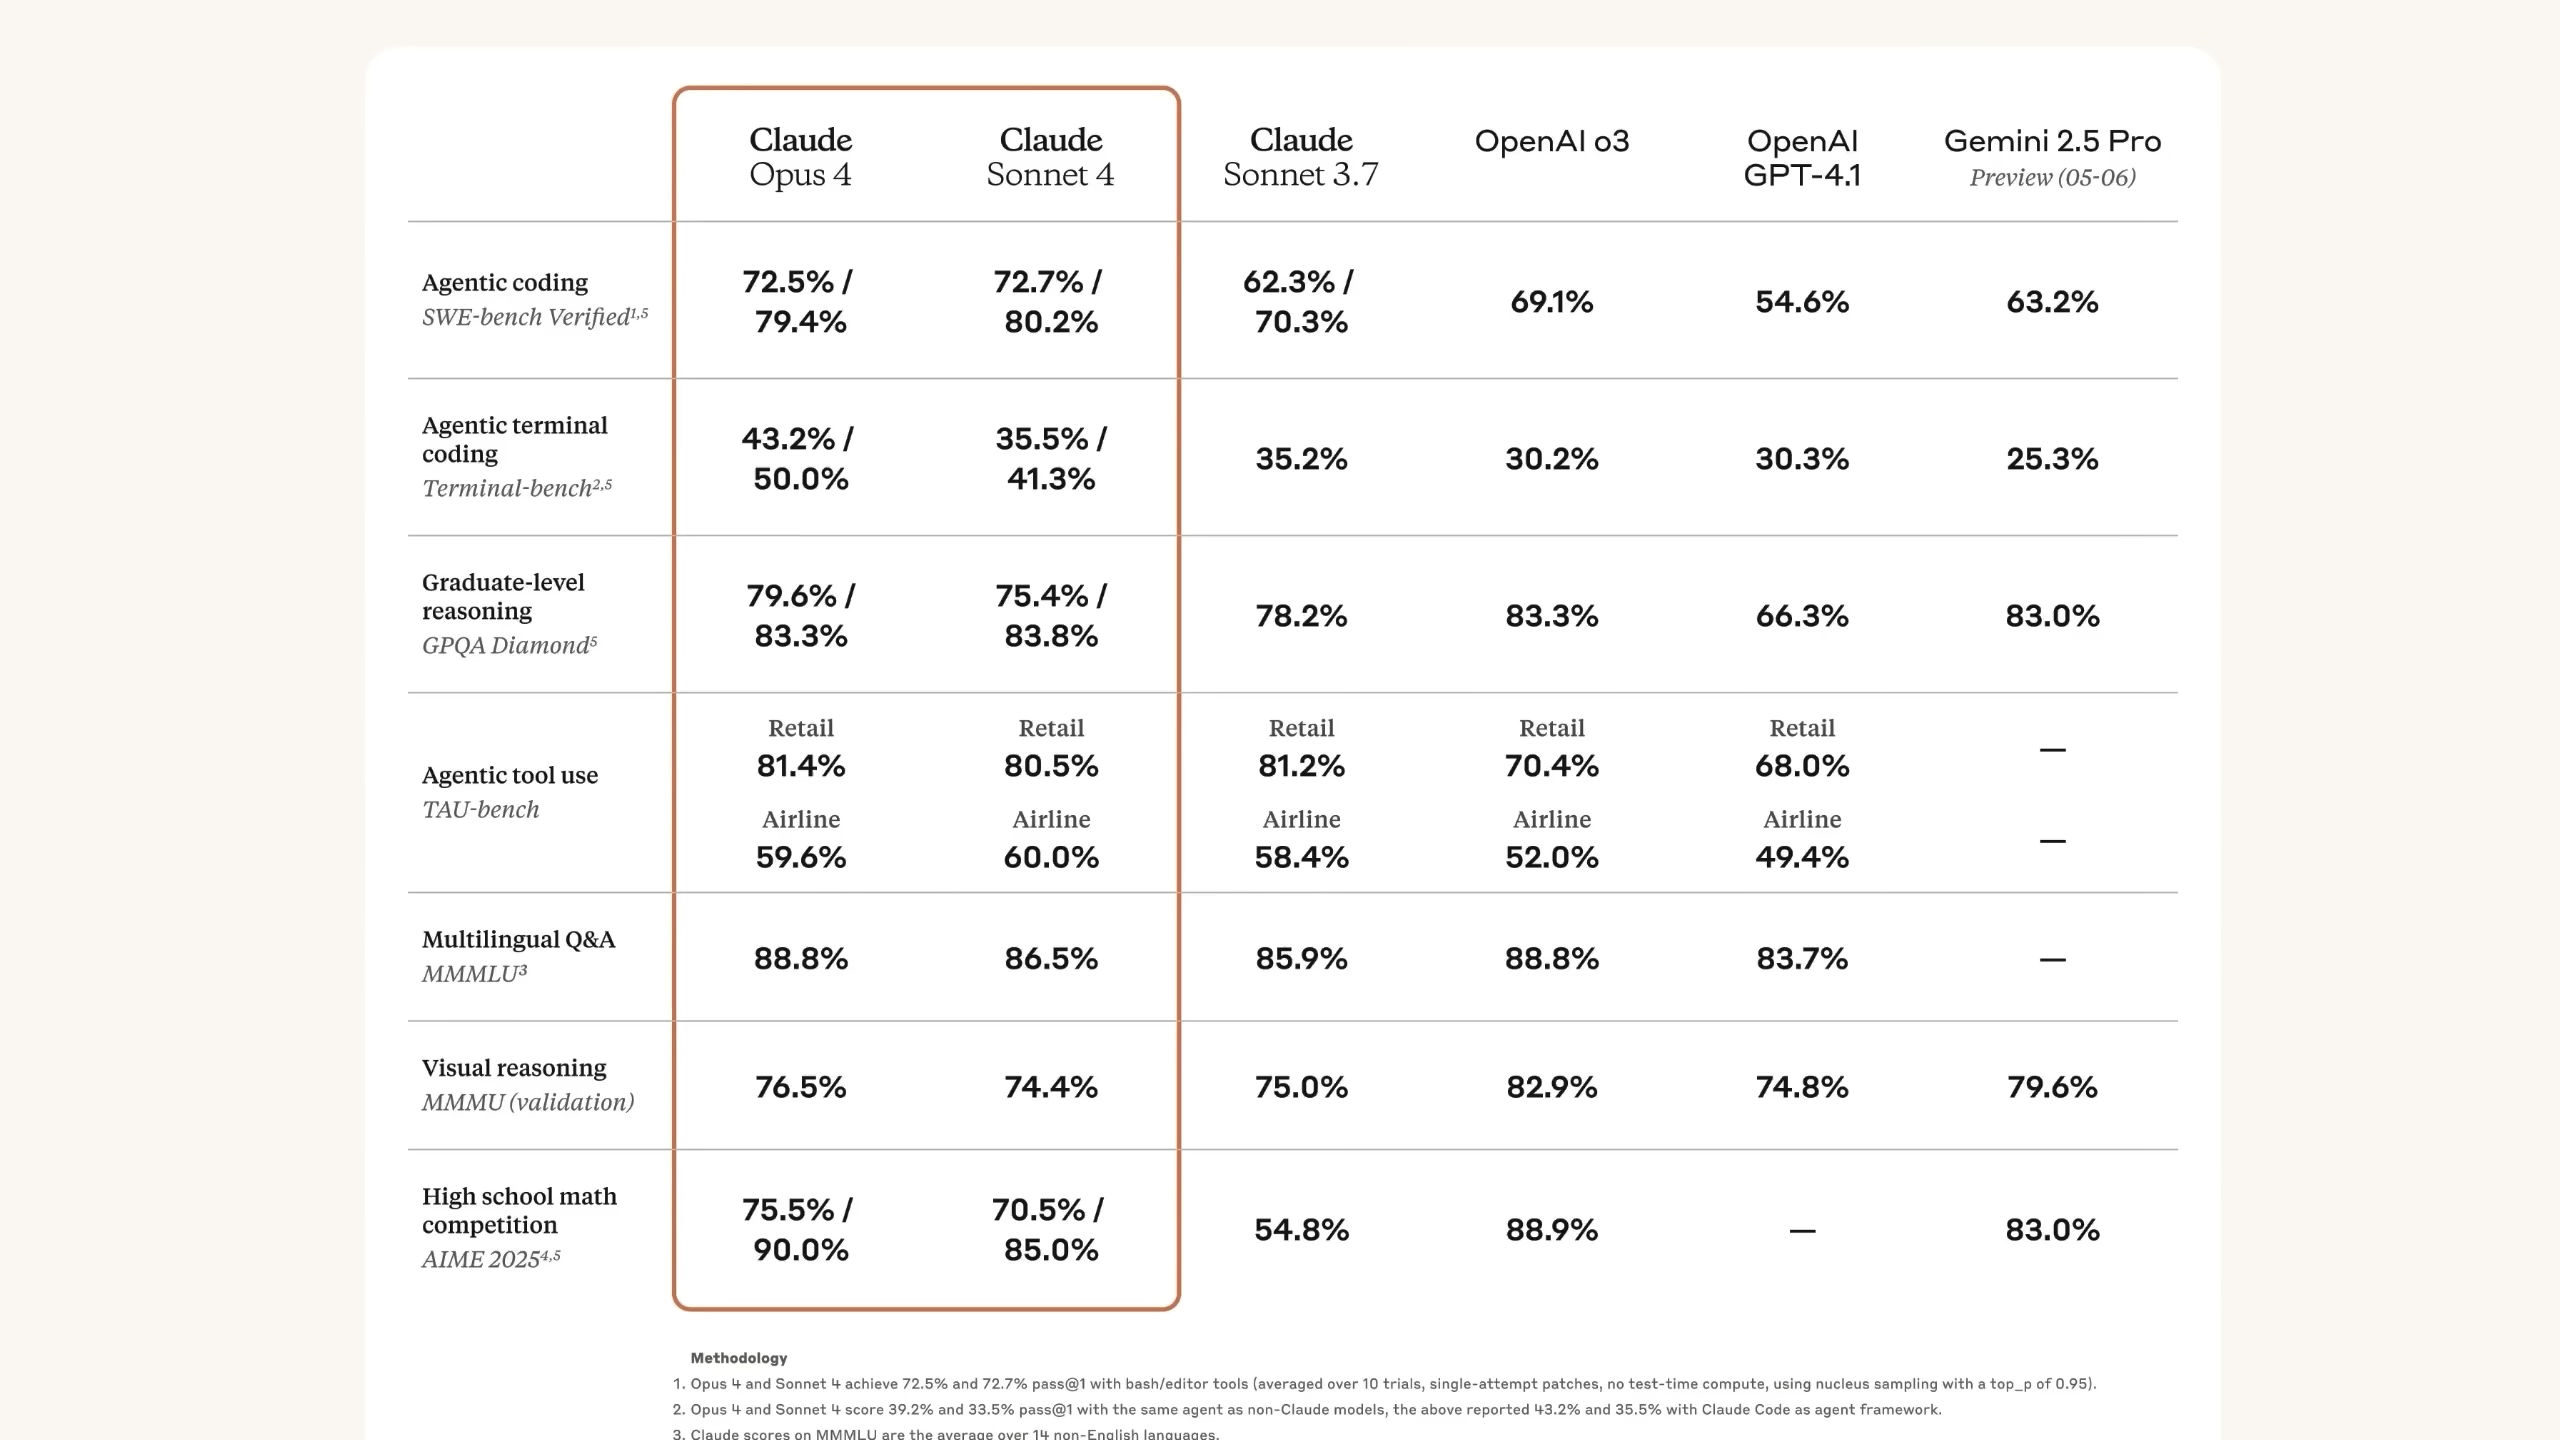 Claude Opus 4
Claude Sonnet 4
Claude Sonnet 3.7
OpenAI o3
OpenAI GPT-4.1
Gemini 2.5 Pro Preview (05-06)
Agentic coding
SWE-bench Verified¹,⁵
72.5% / 79.4%
72.7% / 80.2%
62.3% / 70.3%
69.1%
54.6%
63.2%
Agentic terminal coding
Terminal-bench²,⁵
43.2% / 50.0%
35.5% / 41.3%
35.2%
30.2%
30.3%
25.3%
Graduate-level reasoning
GPQA Diamond⁵
79.6% / 83.3%
75.4% / 83.8%
78.2%
83.3%
66.3%
83.0%
Agentic tool use
TAU-bench
Retail 81.4%
Retail 80.5%
Retail 81.2%
Retail 70.4%
Retail 68.0%
—
Airline 59.6%
Airline 60.0%
Airline 58.4%
Airline 52.0%
Airline 49.4%
—
Multilingual Q&A
MMMLU³
88.8%
86.5%
85.9%
88.8%
83.7%
—
Visual reasoning
MMMU (validation)
76.5%
74.4%
75.0%
82.9%
74.8%
79.6%
High school math competition
AIME 2025⁴,⁵
75.5% / 90.0%
70.5% / 85.0%
54.8%
88.9%
—
83.0%
Methodology
1. Opus 4 and Sonnet 4 achieve 72.5% and 72.7% pass@1 with bash/editor tools (averaged over 10 trials, single-attempt patches, no test-time compute, using nucleus sampling with a top_p of 0.95).
2. Opus 4 and Sonnet 4 score 39.2% and 33.5% pass@1 with the same agent as non-Claude models, the above reported 43.2% and 35.5% with Claude Code as agent framework.
3. Claude scores on MMMLU are the average over 14 non-English languages.